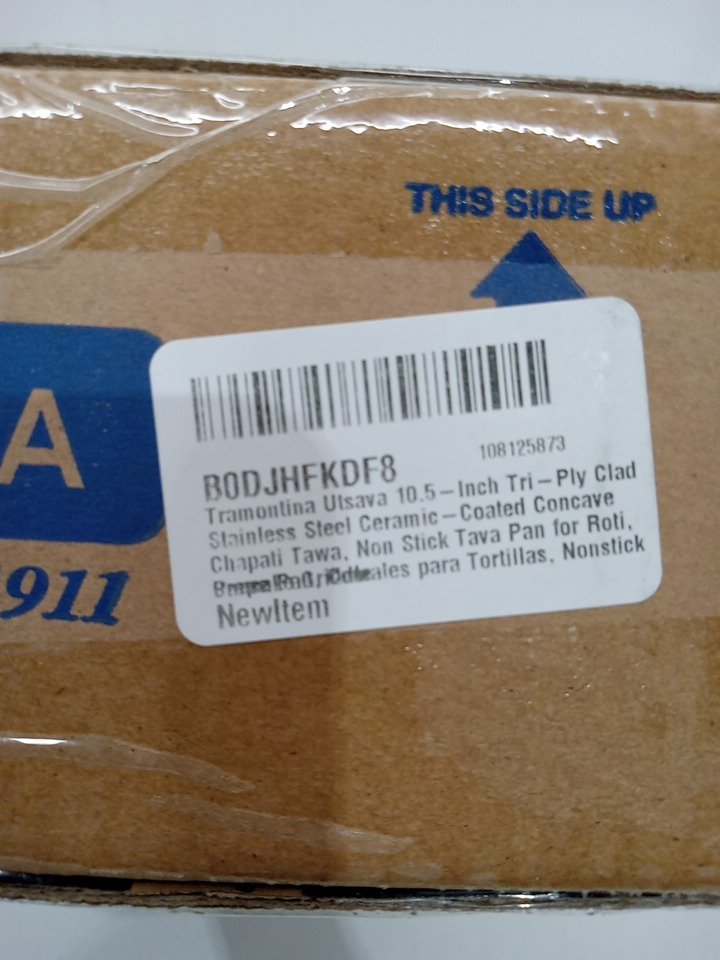 THIS SIDE UP
A
1911
108125873
B0DJHFKDF8
Tramontina Utsava 10.5-Inch Tri-Ply Clad
Stainless Steel Ceramic-Coated Concave
Chapati Tawa, Non Stick Tava Pan for Roti,
para Tortillas, Nonstick
NewItem